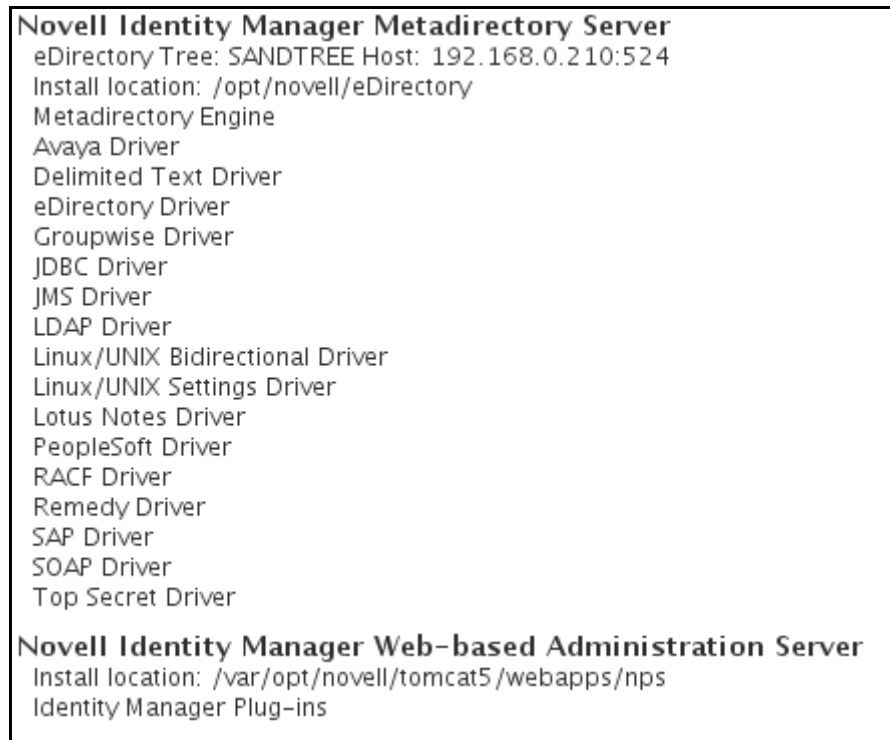 Novell Identity Manager Metadirectory Server
eDirectory Tree: SANDTREE Host: 192.168.0.210:524
Install location: /opt/novell/eDirectory
Metadirectory Engine
Avaya Driver
Delimited Text Driver
eDirectory Driver
Groupwise Driver
JDBC Driver
JMS Driver
LDAP Driver
Linux/UNIX Bidirectional Driver
Linux/UNIX Settings Driver
Lotus Notes Driver
PeopleSoft Driver
RACF Driver
Remedy Driver
SAP Driver
SOAP Driver
Top Secret Driver
Novell Identity Manager Web-based Administration Server
Install location: /var/opt/novell/tomcat5/webapps/nps
Identity Manager Plug-ins